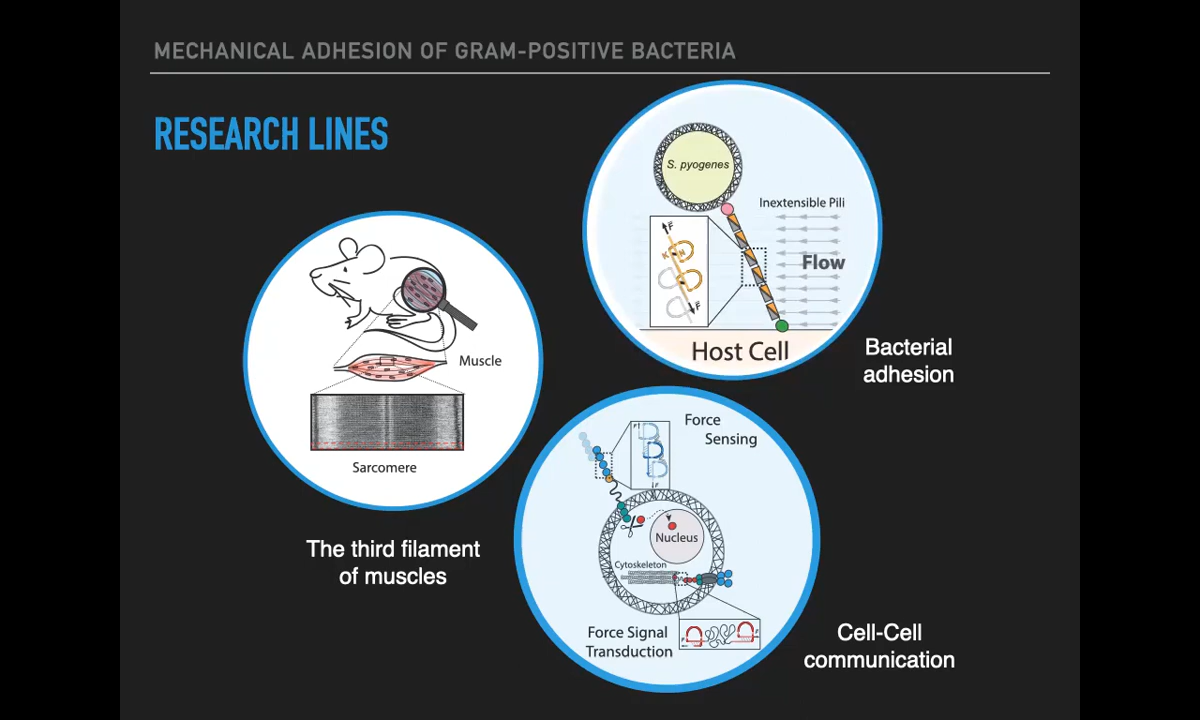 MECHANICAL ADHESION OF GRAM-POSITIVE BACTERIA
RESEARCH LINES
S. pyogenes
Inextensible Pili
F
K
N
Flow
F
Host Cell
Bacterial
adhesion
Muscle
Sarcomere
The third filament
of muscles
Force
Sensing
F
F
Nucleus
Cytoskeleton
Force Signal
Transduction
F
F
Cell-Cell
communication